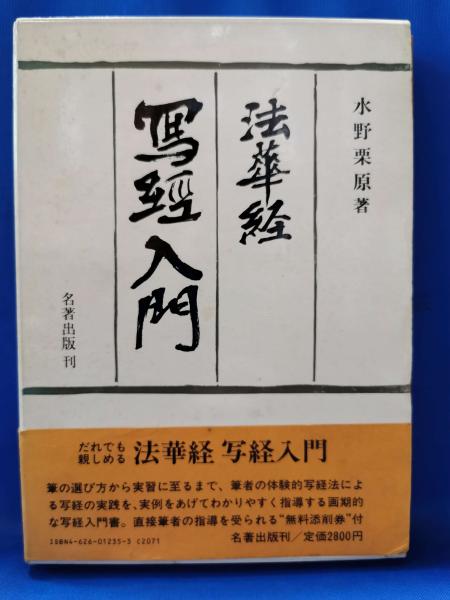 水野栗原著
法華経
写經入門
名著出版刊
だれでも
親しめる 法華経 写経入門
筆の選び方から実習に至るまで、筆者の体験的写経法によ
る写経の実践を、実例をあげてわかりやすく指導する画期的
な写経入門書。直接筆者の指導を受けられる“無料添削券”付
ISBN4-626-01235-3 C2071
名著出版刊／定価2800円